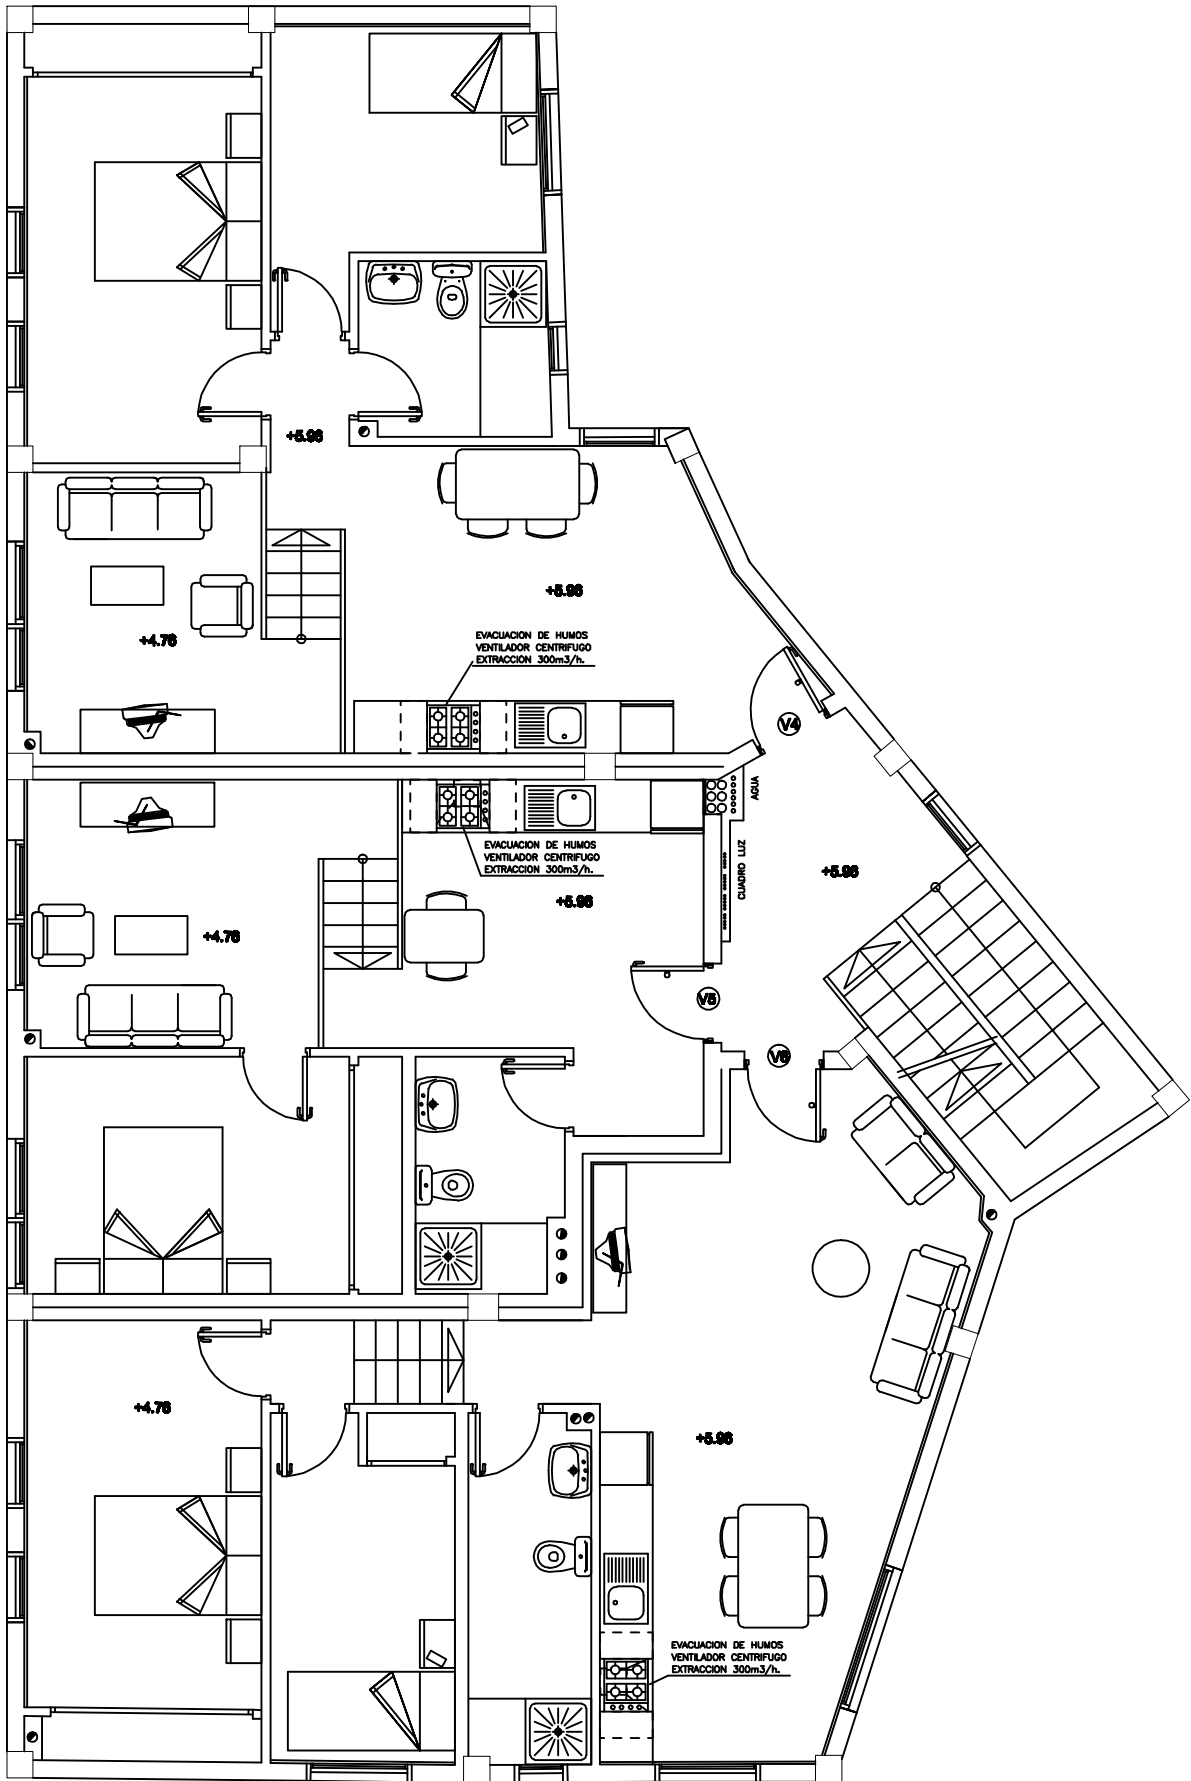 +5.96
+5.96
+4.76
EVACUACION DE HUMOS
VENTILADOR CENTRIFUGO
EXTRACCION 300m3/h.
V4
AGUA
EVACUACION DE HUMOS
VENTILADOR CENTRIFUGO
EXTRACCION 300m3/h.
CUADRO LUZ
+5.96
+5.96
+4.76
V5
V6
+4.76
+5.96
EVACUACION DE HUMOS
VENTILADOR CENTRIFUGO
EXTRACCION 300m3/h.